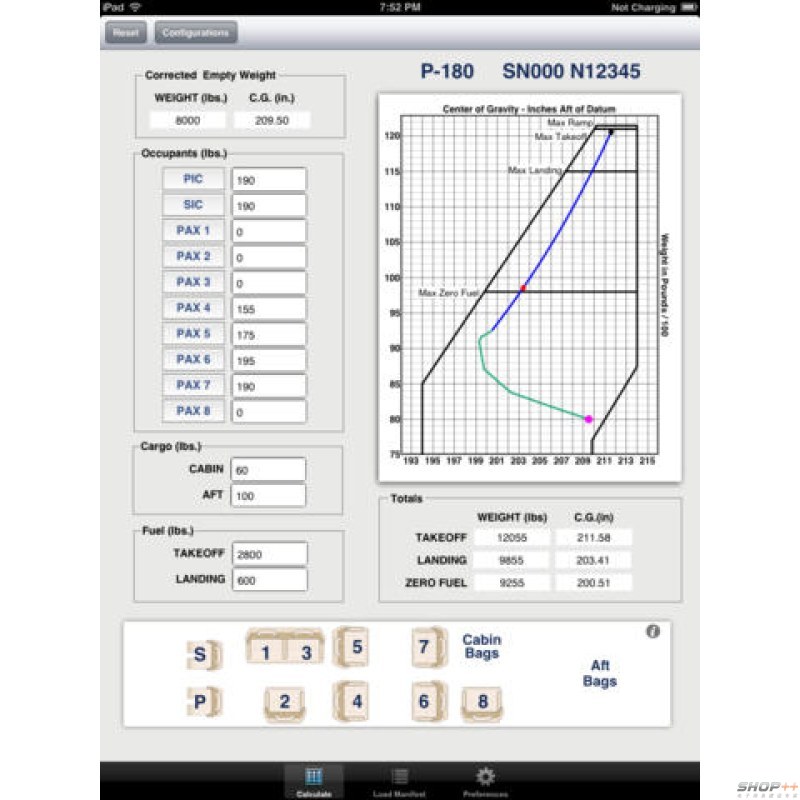 iPad 7:52 PM Not Charging
Reset Configurations
P-180 SN000 N12345
Corrected Empty Weight
WEIGHT (lbs.) C.G. (in.)
8000 209.50
Occupants (lbs.)
PIC 190
SIC 190
PAX 1 0
PAX 2 0
PAX 3 0
PAX 4 155
PAX 5 175
PAX 6 195
PAX 7 190
PAX 8 0
Cargo (lbs.)
CABIN 60
AFT 100
Fuel (lbs.)
TAKEOFF 2800
LANDING 600
Center of Gravity - Inches Aft of Datum
Max Ramp
120
Max Takeoff
115
Max Landing
110
105
100
Max Zero Fuel
95
90
85
80
75
193 195 197 199 201 203 205 207 209 211 213 215
Weight in Pounds / 100
Totals
WEIGHT (lbs) C.G.(in)
TAKEOFF 12055 211.58
LANDING 9855 203.41
ZERO FUEL 9255 200.51
S 1 3 5 7 Cabin
Bags
Aft
Bags
P 2 4 6 8
i
Calculate Load Manifest Preferences
SHOP++